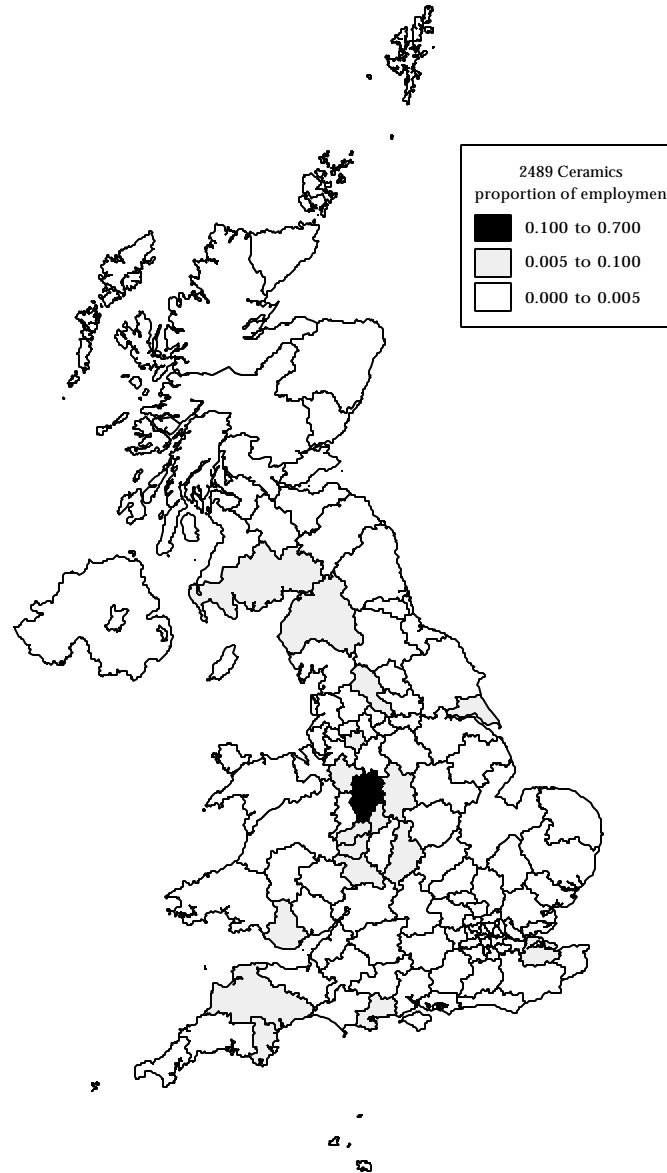 2489 Ceramics
proportion of employmen
0.100 to 0.700
0.005 to 0.100
0.000 to 0.005